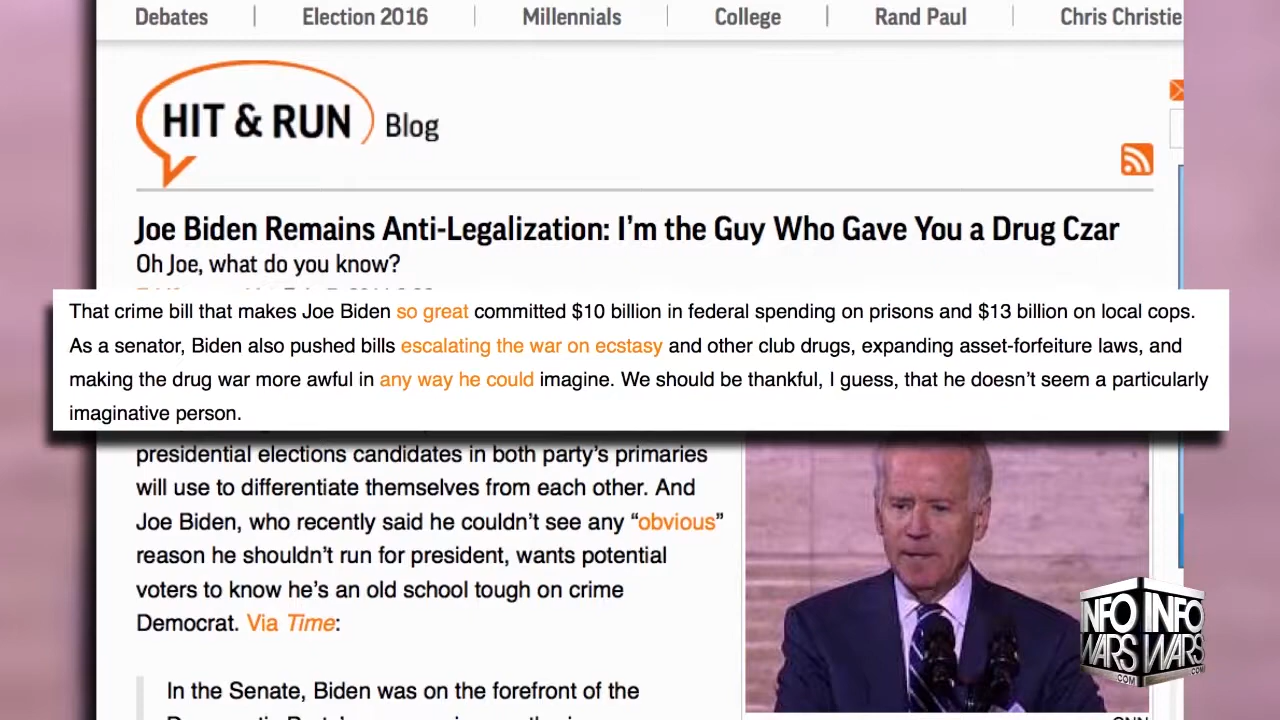 Debates | Election 2016 | Millennials | College | Rand Paul | Chris Christie
HIT & RUN Blog
Joe Biden Remains Anti-Legalization: I'm the Guy Who Gave You a Drug Czar
Oh Joe, what do you know?
That crime bill that makes Joe Biden so great committed $10 billion in federal spending on prisons and $13 billion on local cops.
As a senator, Biden also pushed bills escalating the war on ecstasy and other club drugs, expanding asset-forfeiture laws, and
making the drug war more awful in any way he could imagine. We should be thankful, I guess, that he doesn't seem a particularly
imaginative person.
presidential elections candidates in both party's primaries
will use to differentiate themselves from each other. And
Joe Biden, who recently said he couldn't see any “obvious”
reason he shouldn't run for president, wants potential
voters to know he's an old school tough on crime
Democrat. Via Time:
In the Senate, Biden was on the forefront of the
INFO INFO
WARS WARS
.COM .COM